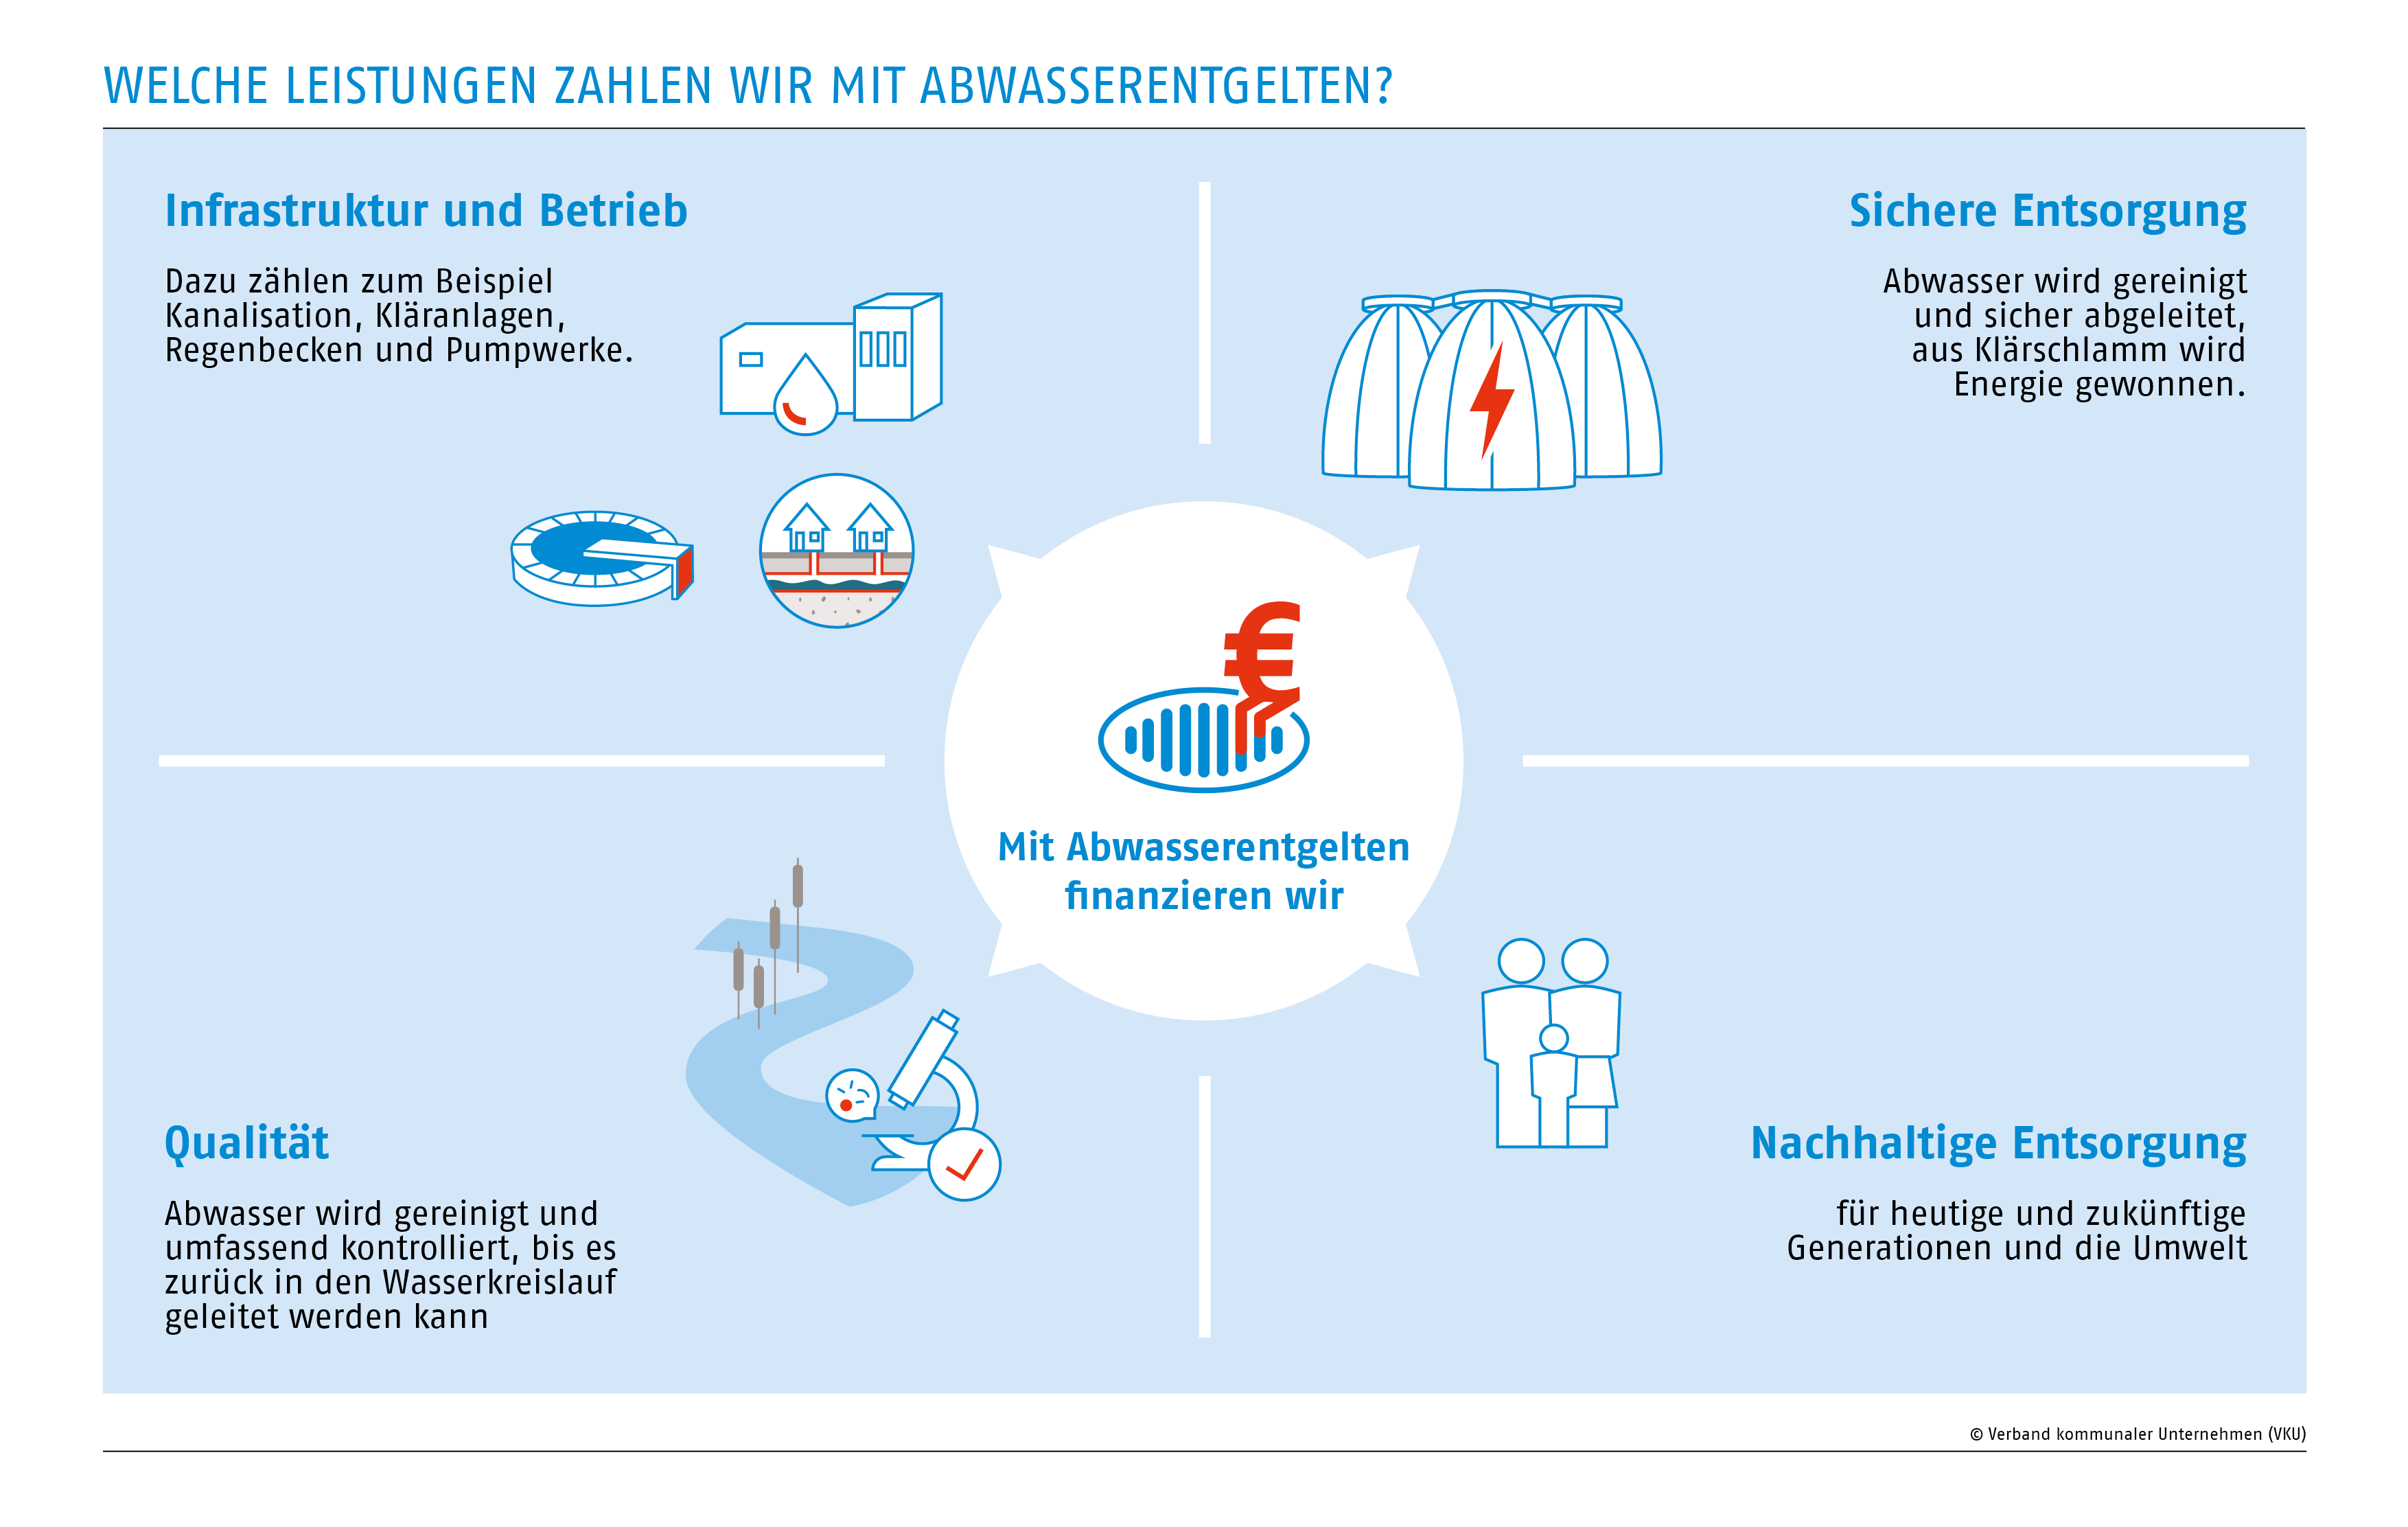 WELCHE LEISTUNGEN ZAHLEN WIR MIT ABWASSERENTGELTEN?
Infrastruktur und Betrieb
Dazu zählen zum Beispiel
Kanalisation, Kläranlagen,
Regenbecken und Pumpwerke.
Sichere Entsorgung
Abwasser wird gereinigt
und sicher abgeleitet,
aus Klärschlamm wird
Energie gewonnen.
€
Mit Abwasserentgelten
finanzieren wir
Qualität
Abwasser wird gereinigt und
umfassend kontrolliert, bis es
zurück in den Wasserkreislauf
geleitet werden kann
Nachhaltige Entsorgung
für heutige und zukünftige
Generationen und die Umwelt
© Verband kommunaler Unternehmen (VKU)